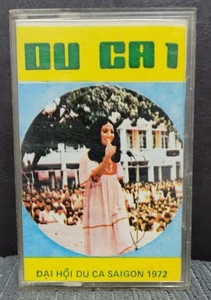 DU CA 1
ĐẠI HỘI DU CA SAIGON 1972